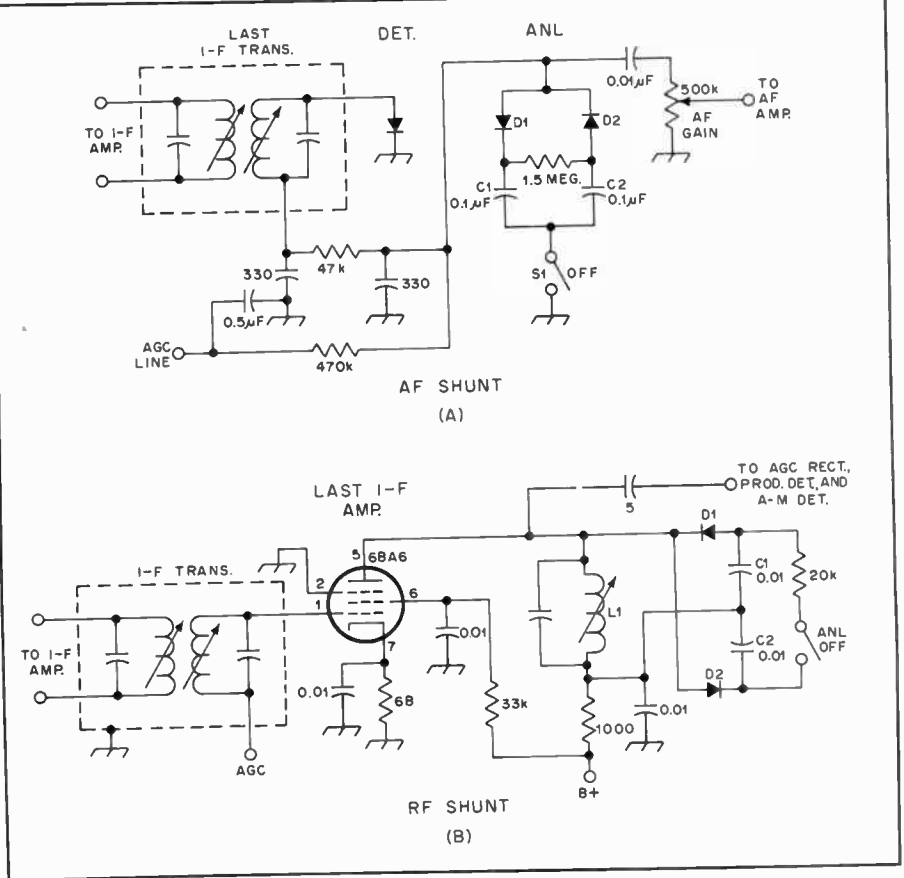 LAST
I-F TRANS.
DET.
ANL
TO I-F
AMP.
0.01µF
500k
AF
GAIN
TO
AF
AMP.
D1
D2
1.5 MEG.
C1
0.1µF
C2
0.1µF
S1
OFF
330
47k
330
0.5µF
AGC
LINE
470k
AF SHUNT
(A)
LAST I-F
AMP.
TO AGC RECT.,
PROD. DET., AND
A-M DET.
5
I-F TRANS.
TO I-F
AMP.
AGC
5
6BA6
2
1
6
7
0.01
68
0.01
33k
L1
1000
0.01
B+
D1
D2
C1
0.01
C2
0.01
20k
ANL
OFF
RF SHUNT
(B)